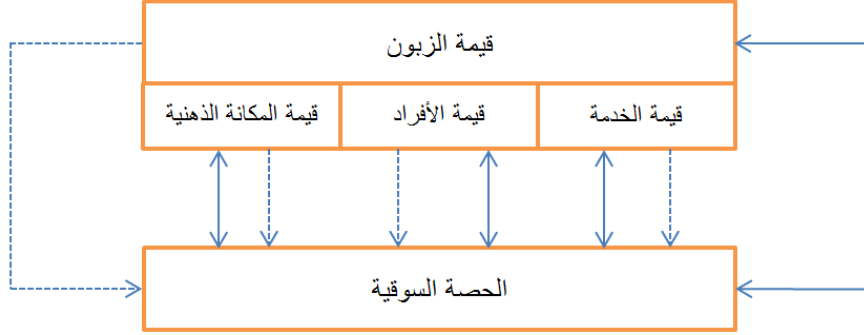 قيمة الزبون
قيمة الخدمة
قيمة الأفراد
قيمة المكانة الذهنية
الحصة السوقية